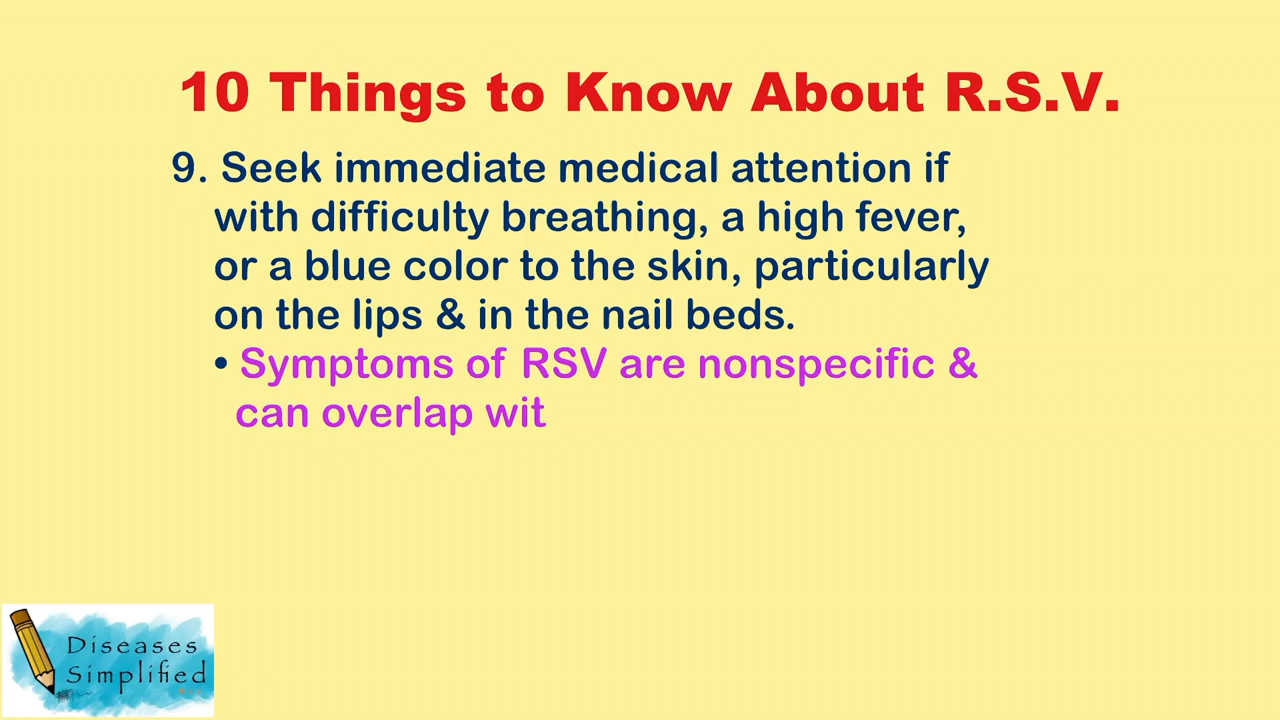 10 Things to Know About R.S.V.
9. Seek immediate medical attention if
with difficulty breathing, a high fever,
or a blue color to the skin, particularly
on the lips & in the nail beds.
• Symptoms of RSV are nonspecific &
can overlap wit
Diseases
Simplified